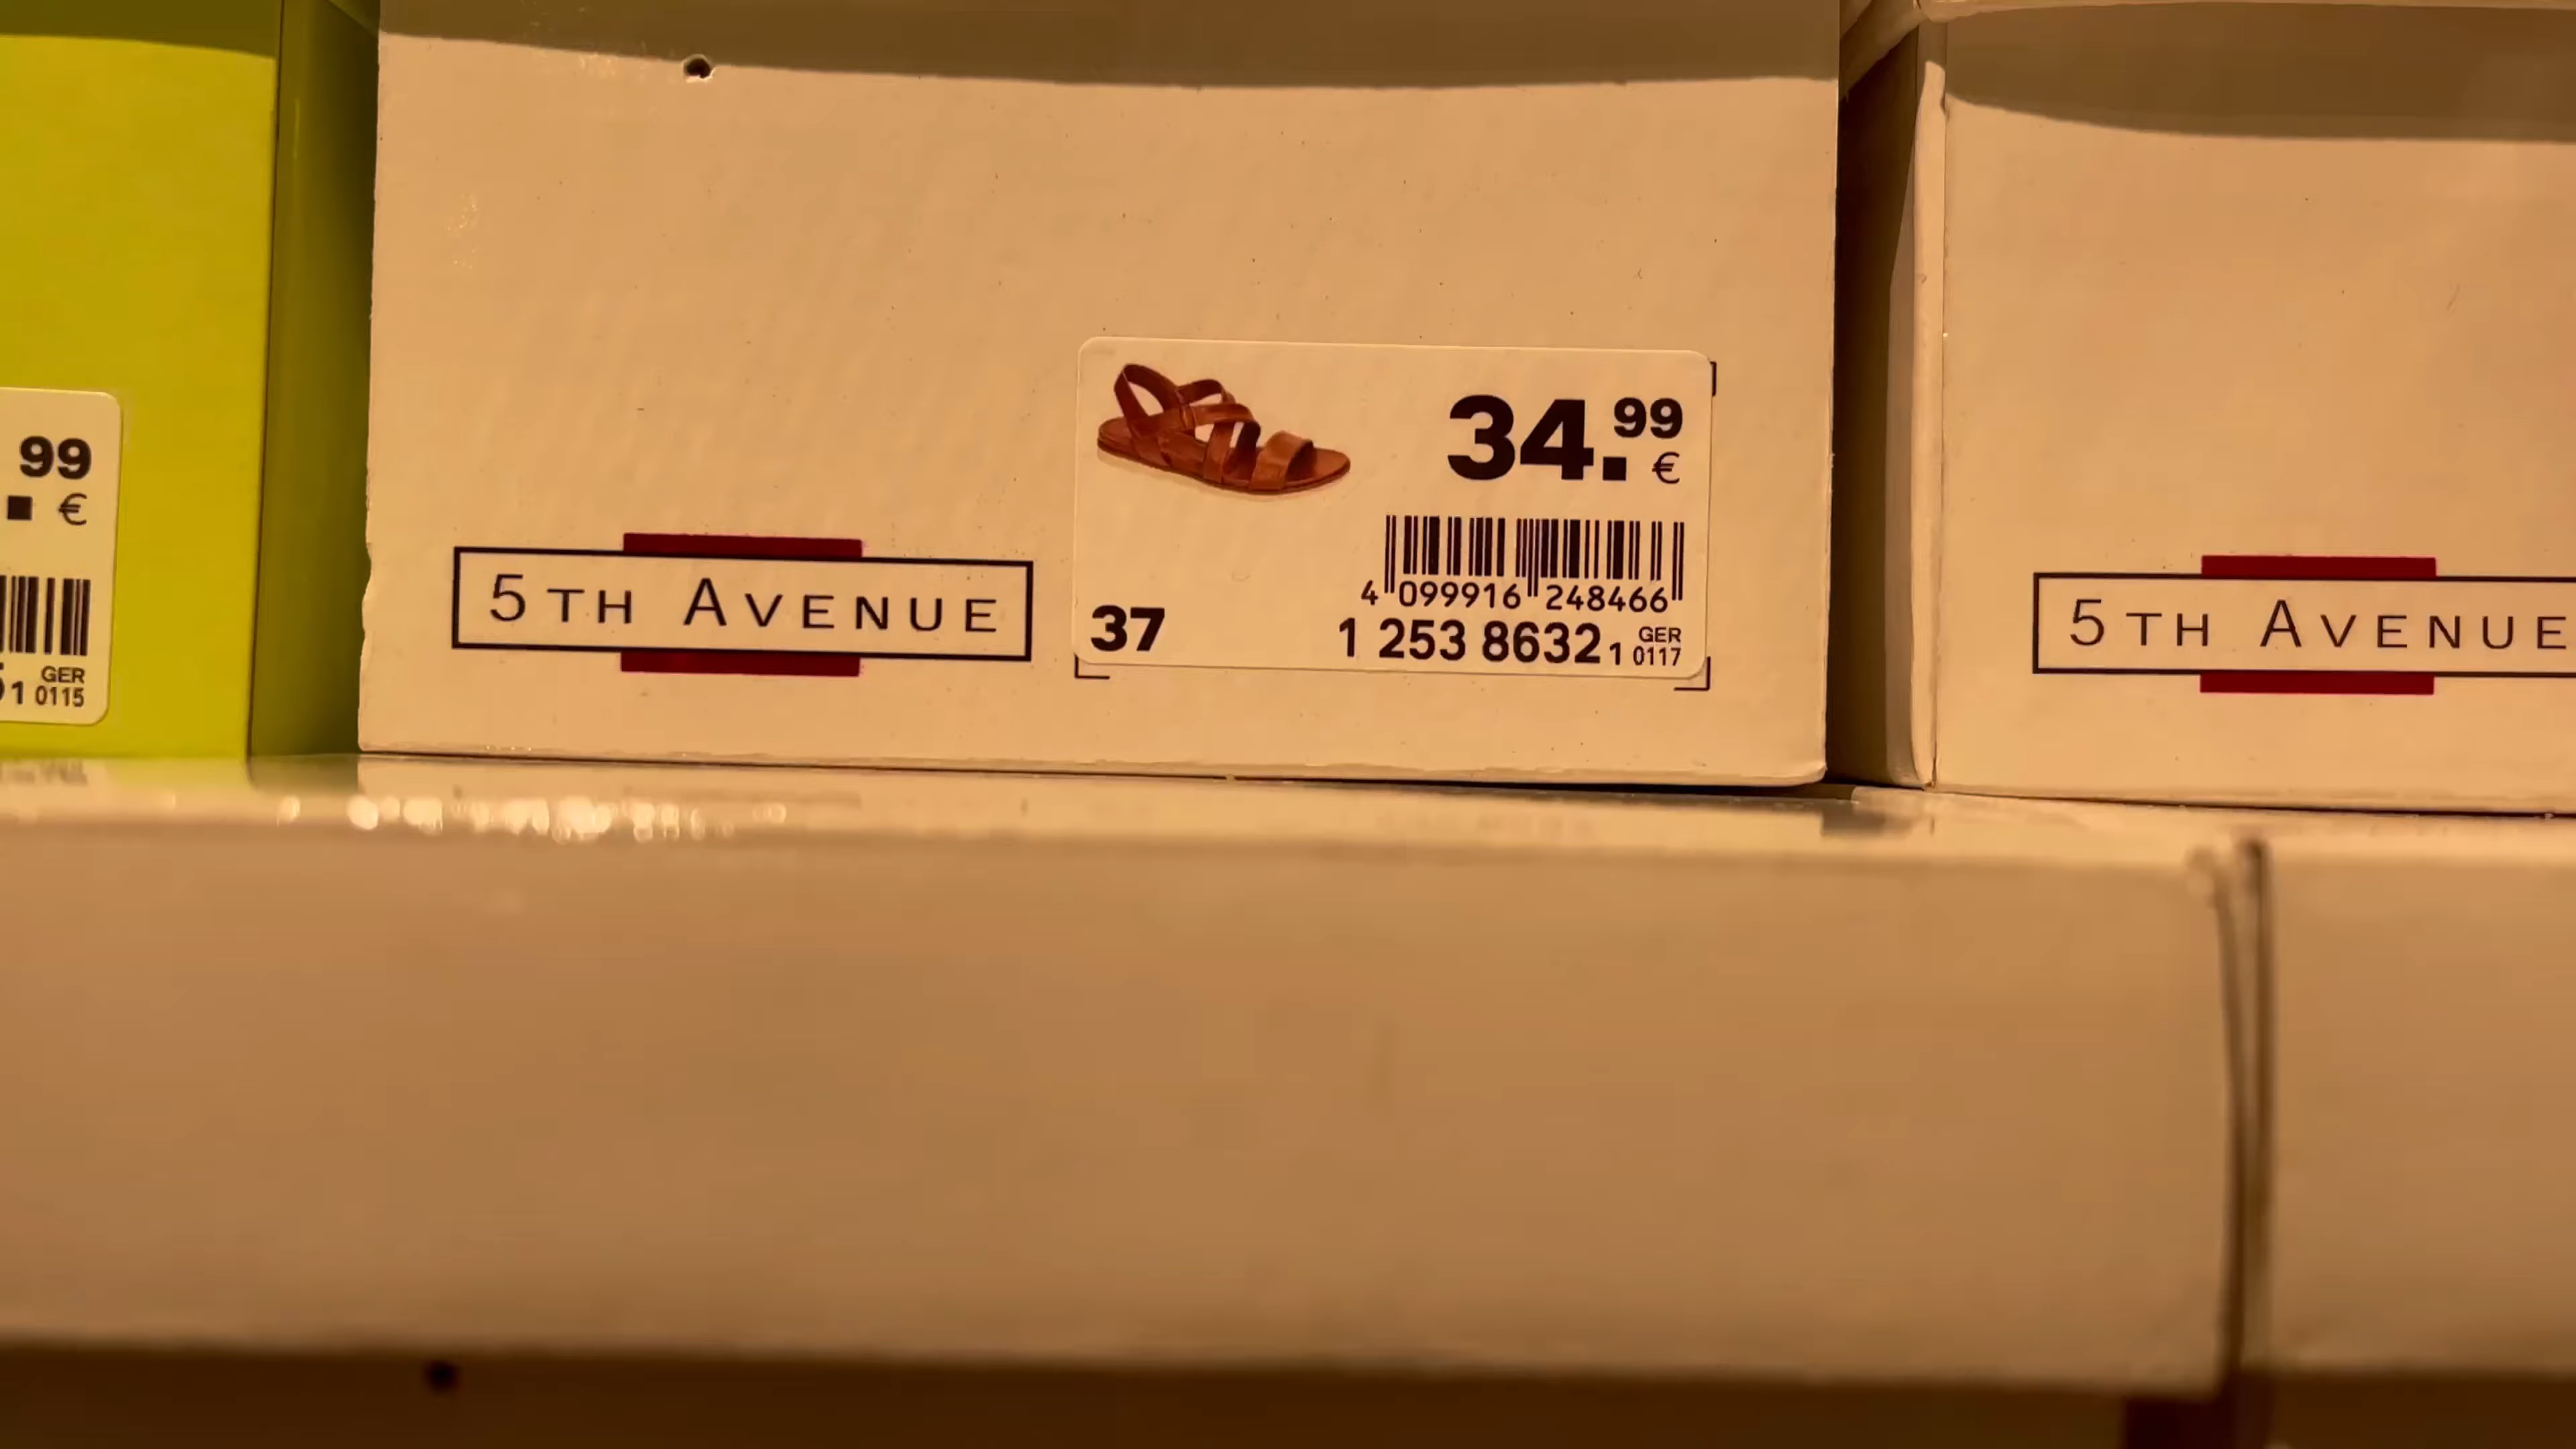 99
. €
GER
1 0115
5TH AVENUE
34.99
€
4 099916 248466
37
1 253 8632 1 GER
0117
5TH AVENUE